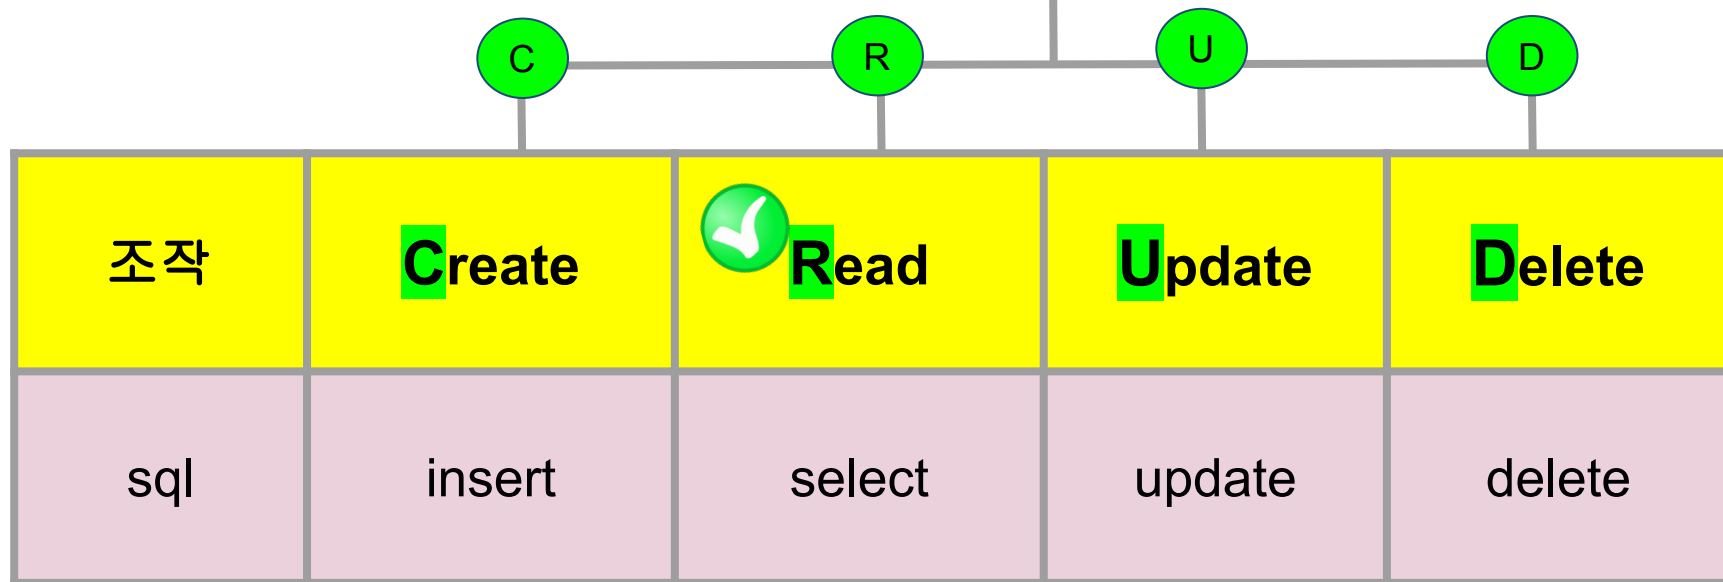 C R U D
조작 Create Read Update Delete
sql insert select update delete